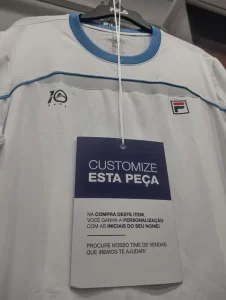 10
FILA
CUSTOMIZE
ESTA PEÇA
NA COMPRA DESTE ITEM,
VOCÊ GANHA A PERSONALIZAÇÃO
COM AS INICIAIS DO SEU NOME!
PROCURE NOSSO TIME DE VENDAS
QUE IREMOS TE AJUDAR!